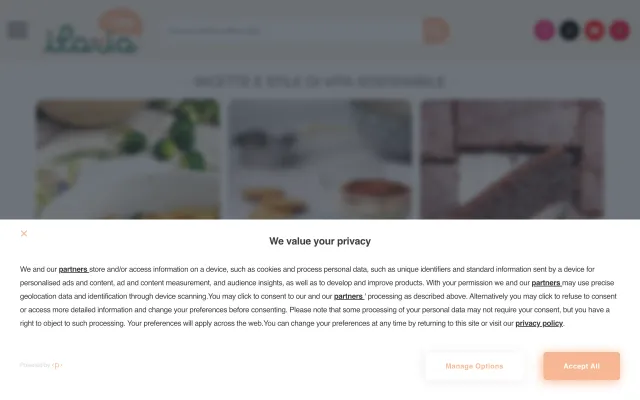 ilaria
RICETTE E STILE DI VITA SOSTENIBILE
×
We value your privacy
We and our partners store and/or access information on a device, such as cookies and process personal data, such as unique identifiers and standard information sent by a device for
personalised ads and content, ad and content measurement, and audience insights, as well as to develop and improve products. With your permission we and our partners may use precise
geolocation data and identification through device scanning.You may click to consent to our and our partners ' processing as described above. Alternatively you may click to refuse to consent
or access more detailed information and change your preferences before consenting. Please note that some processing of your personal data may not require your consent, but you have a
right to object to such processing. Your preferences will apply across the web.You can change your preferences at any time by returning to this site or visit our privacy policy.
Powered by
Manage Options
Accept All